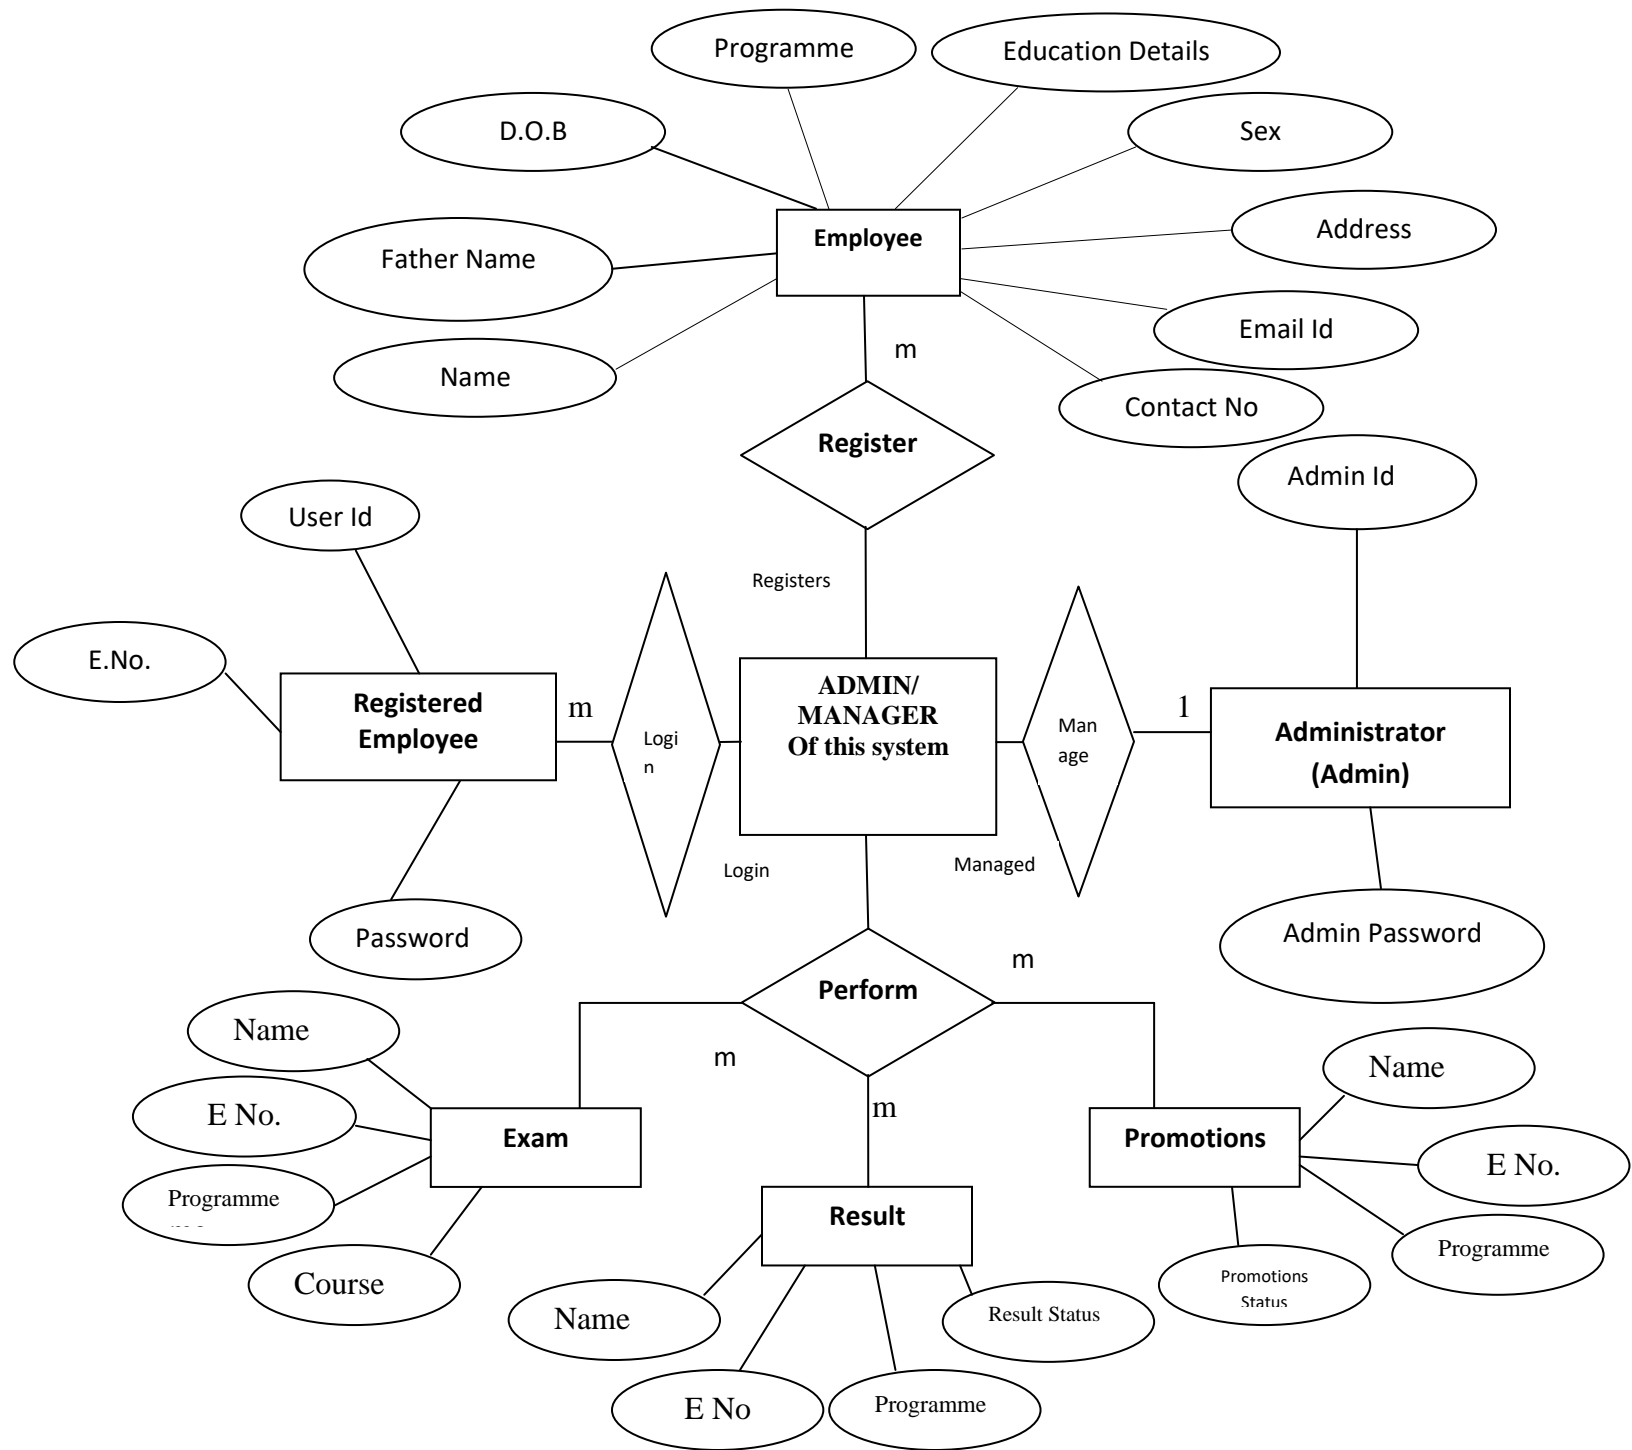 Programme
Education Details
D.O.B
Sex
Employee
Address
Father Name
Email Id
m
Name
Contact No
Register
Admin Id
User Id
Registers
E.No.
ADMIN/
MANAGER
Of this system
Registered
Employee
m
Logi
n
Man
age
1
Administrator
(Admin)
Login
Managed
Password
Admin Password
m
Perform
Name
m
Name
E No.
m
Exam
Promotions
E No.
Programme
Result
Programme
Course
Promotions
Status
Name
Result Status
E No
Programme